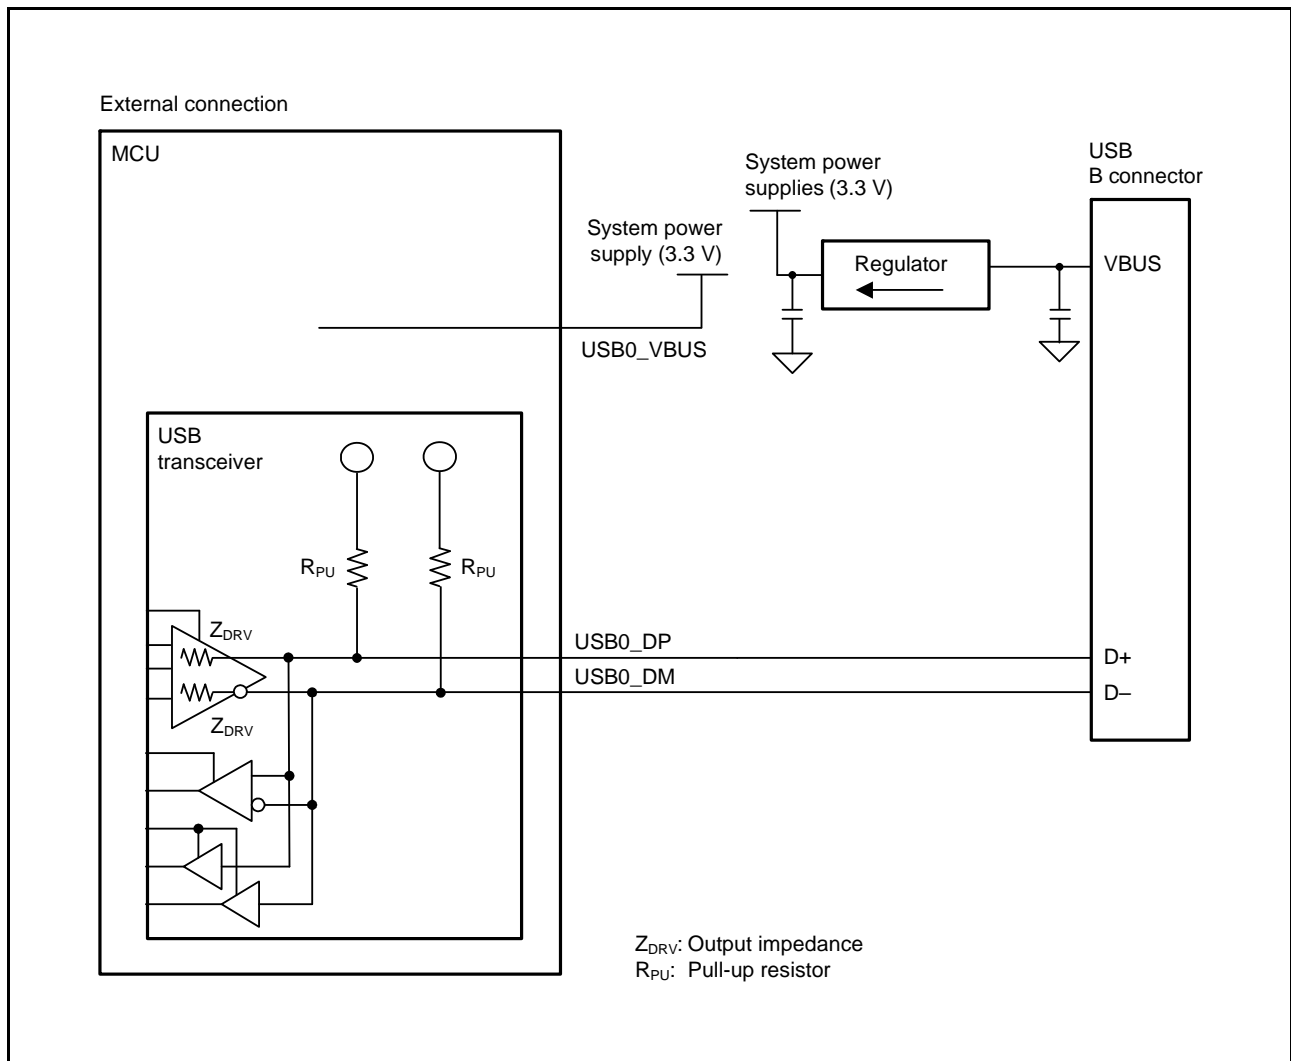 External connection
MCU
USB
B connector
System power
supplies (3.3 V)
System power
supply (3.3 V)
Regulator
VBUS
USB0_VBUS
USB
transceiver
RPU
RPU
ZDRV
USB0_DP
D+
USB0_DM
D–
ZDRV
ZDRV: Output impedance
RPU: Pull-up resistor